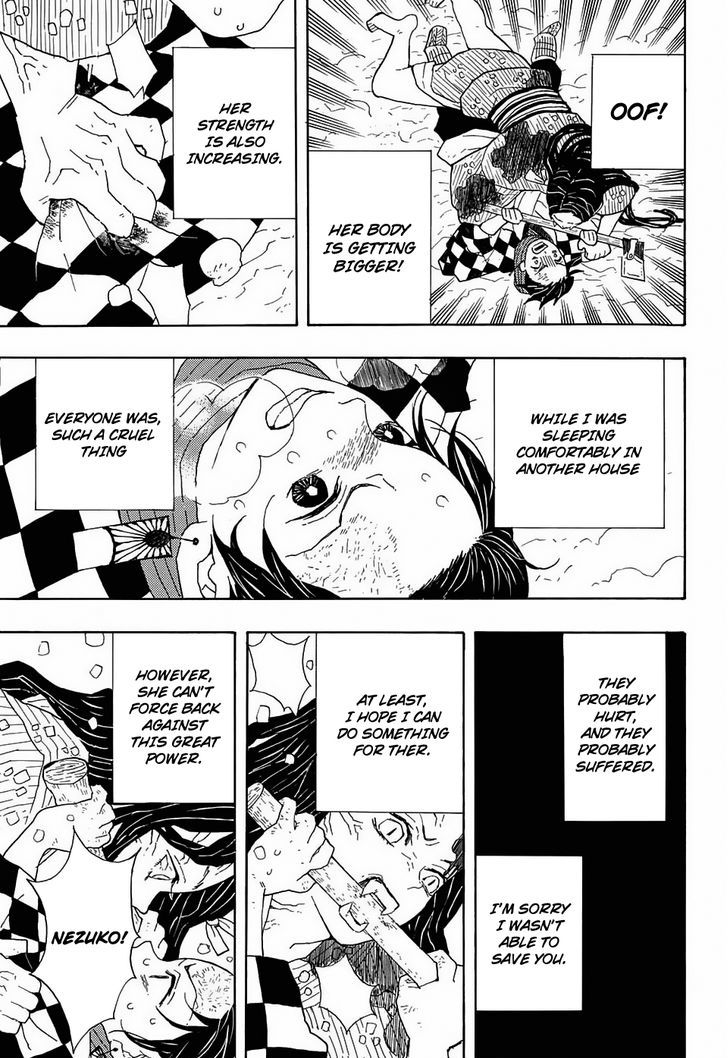 OOF!
HER BODY
IS GETTING
BIGGER!
HER
STRENGTH
IS ALSO
INCREASING.
WHILE I WAS
SLEEPING
COMFORTABLY IN
ANOTHER HOUSE
EVERYONE WAS,
SUCH A CRUEL
THING
THEY
PROBABLY
HURT,
AND THEY
PROBABLY
SUFFERED.
I'M SORRY
I WASN'T
ABLE TO
SAVE YOU.
AT LEAST,
I HOPE I CAN
DO SOMETHING
FOR THER.
HOWEVER,
SHE CAN'T
FORCE BACK
AGAINST
THIS GREAT
POWER.
NEZUKO!